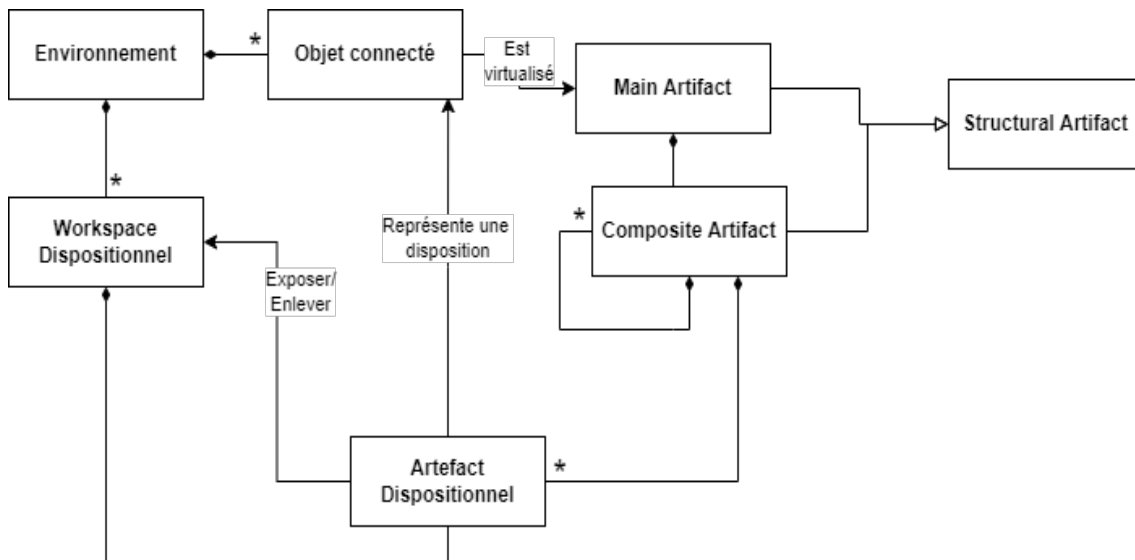 Environnement
*
Objet connecté
Est
virtualisé
Main Artifact
Structural Artifact
*
Workspace
Dispositionnel
Représente une
disposition
*
Composite Artifact
Exposer/
Enlever
Artefact
Dispositionnel
*